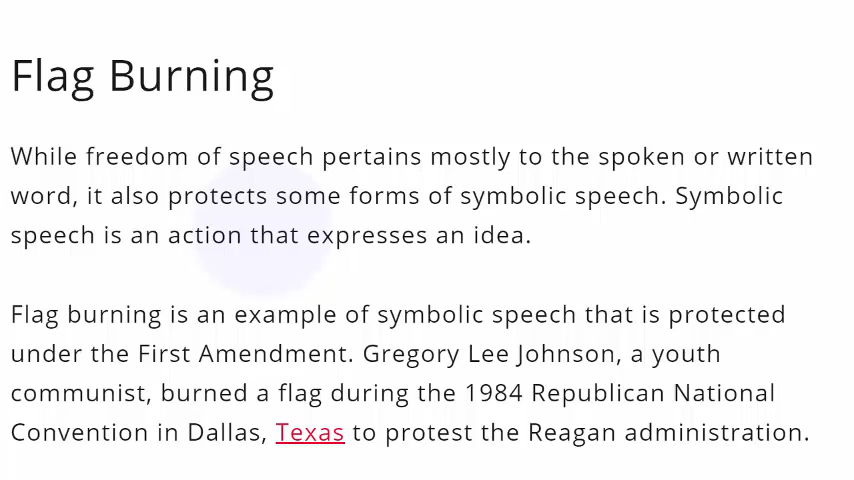 Flag Burning
While freedom of speech pertains mostly to the spoken or written
word, it also protects some forms of symbolic speech. Symbolic
speech is an action that expresses an idea.
Flag burning is an example of symbolic speech that is protected
under the First Amendment. Gregory Lee Johnson, a youth
communist, burned a flag during the 1984 Republican National
Convention in Dallas, Texas to protest the Reagan administration.